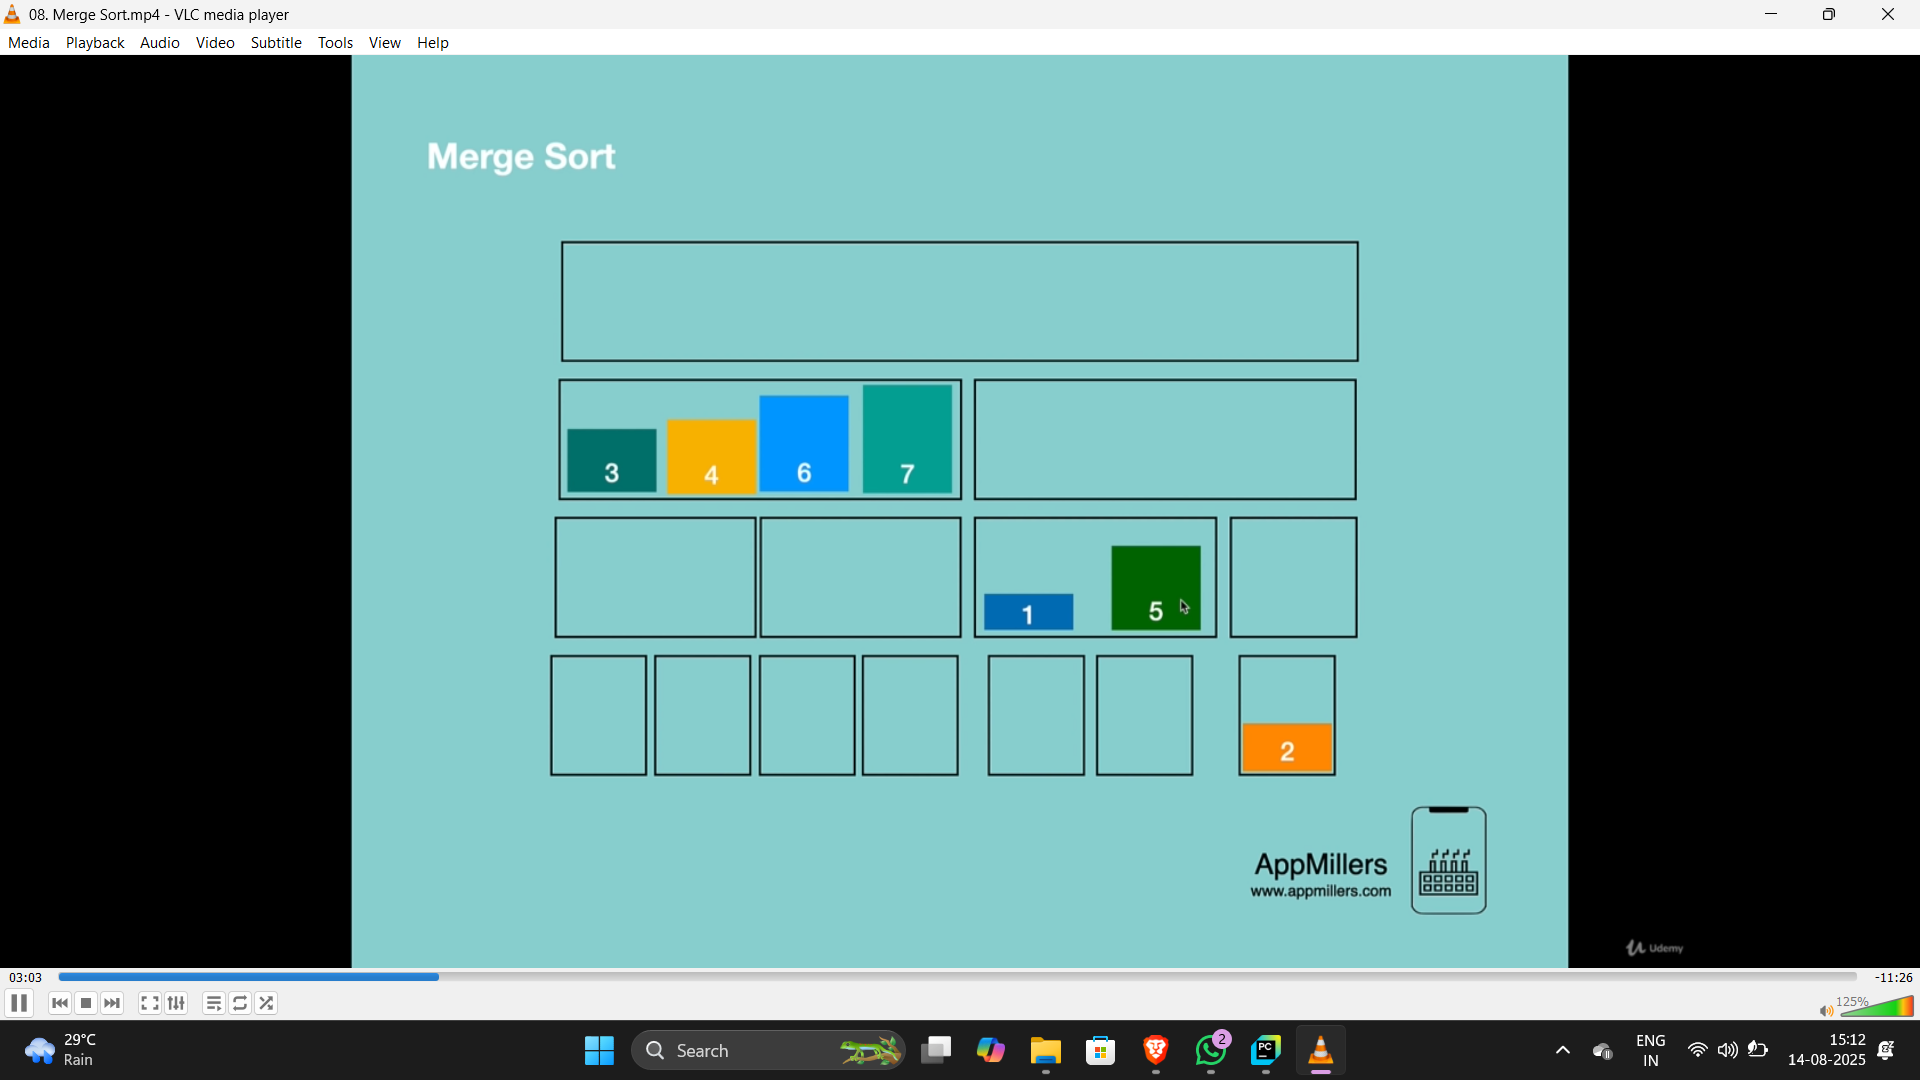 08. Merge Sort.mp4 - VLC media player
Media Playback Audio Video Subtitle Tools View Help
Merge Sort
3 4 6 7
1 5
2
AppMillers
www.appmillers.com
Udemy
03:03 -11:26
125%
29°C
Rain
Search
PC
2
ENG
IN
15:12
14-08-2025